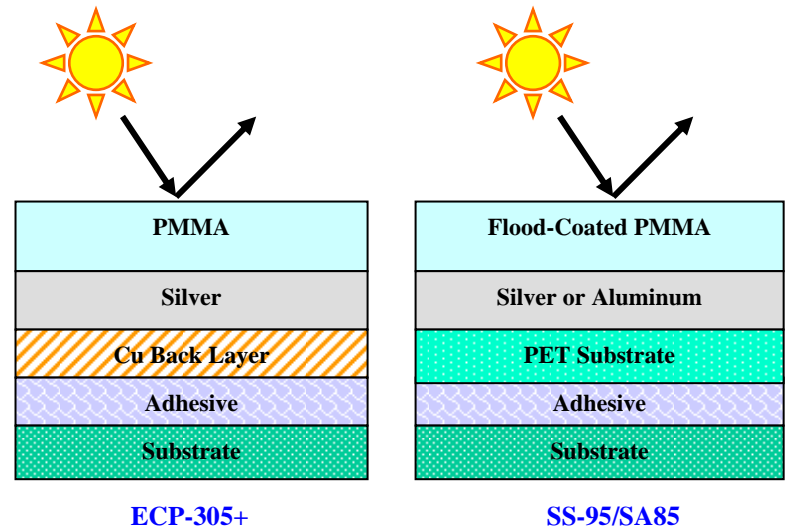 PMMA
Silver
Cu Back Layer
Adhesive
Substrate
ECP-305+
Flood-Coated PMMA
Silver or Aluminum
PET Substrate
Adhesive
Substrate
SS-95/SA85